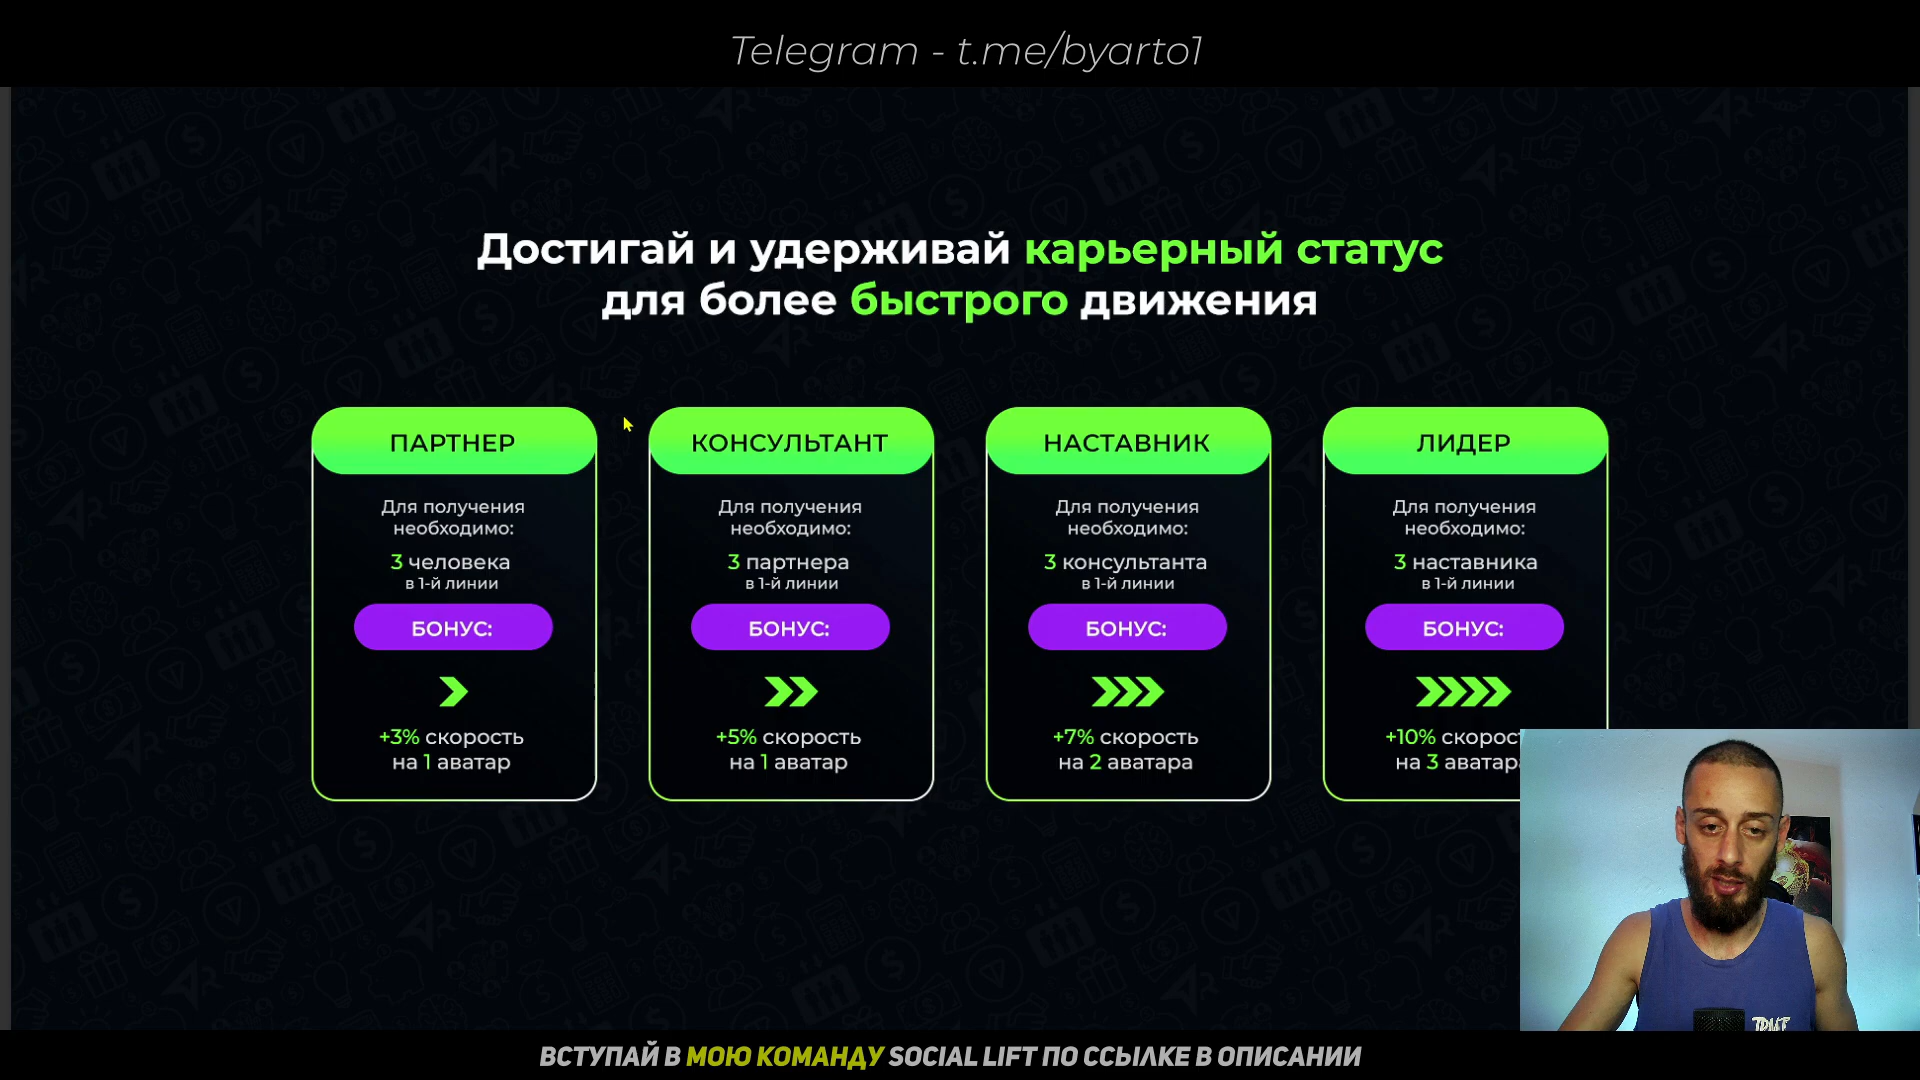 Telegram - t.me/byarto1
Достигай и удерживай карьерный статус
для более быстрого движения
ПАРТНЕР
Для получения
необходимо:
3 человека
в 1-й линии
БОНУС:
+3% скорость
на 1 аватар
КОНСУЛЬТАНТ
Для получения
необходимо:
3 партнера
в 1-й линии
БОНУС:
+5% скорость
на 1 аватар
НАСТАВНИК
Для получения
необходимо:
3 консультанта
в 1-й линии
БОНУС:
+7% скорость
на 2 аватара
ЛИДЕР
Для получения
необходимо:
3 наставника
в 1-й линии
БОНУС:
+10% скорост
на 3 аватара
ВСТУПАЙ В МОЮ КОМАНДУ SOCIAL LIFT ПО ССЫЛКЕ В ОПИСАНИИ